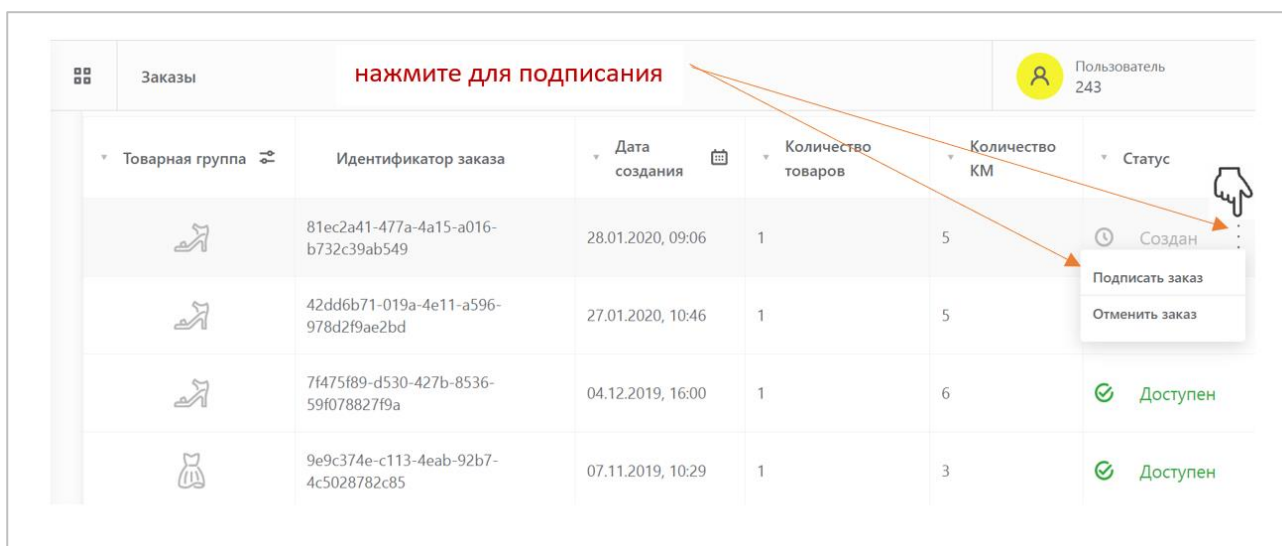 Заказы
нажмите для подписания
Пользователь
243
Товарная группа
Идентификатор заказа
Дата
создания
Количество
товаров
Количество
КМ
Статус
81ec2a41-477a-4a15-a016-
b732c39ab549
28.01.2020, 09:06
1
5
Создан
Подписать заказ
Отменить заказ
42dd6b71-019a-4e11-a596-
978d2f9ae2bd
27.01.2020, 10:46
1
5
7f475f89-d530-427b-8536-
59f078827f9a
04.12.2019, 16:00
1
6
Доступен
9e9c374e-c113-4eab-92b7-
4c5028782c85
07.11.2019, 10:29
1
3
Доступен